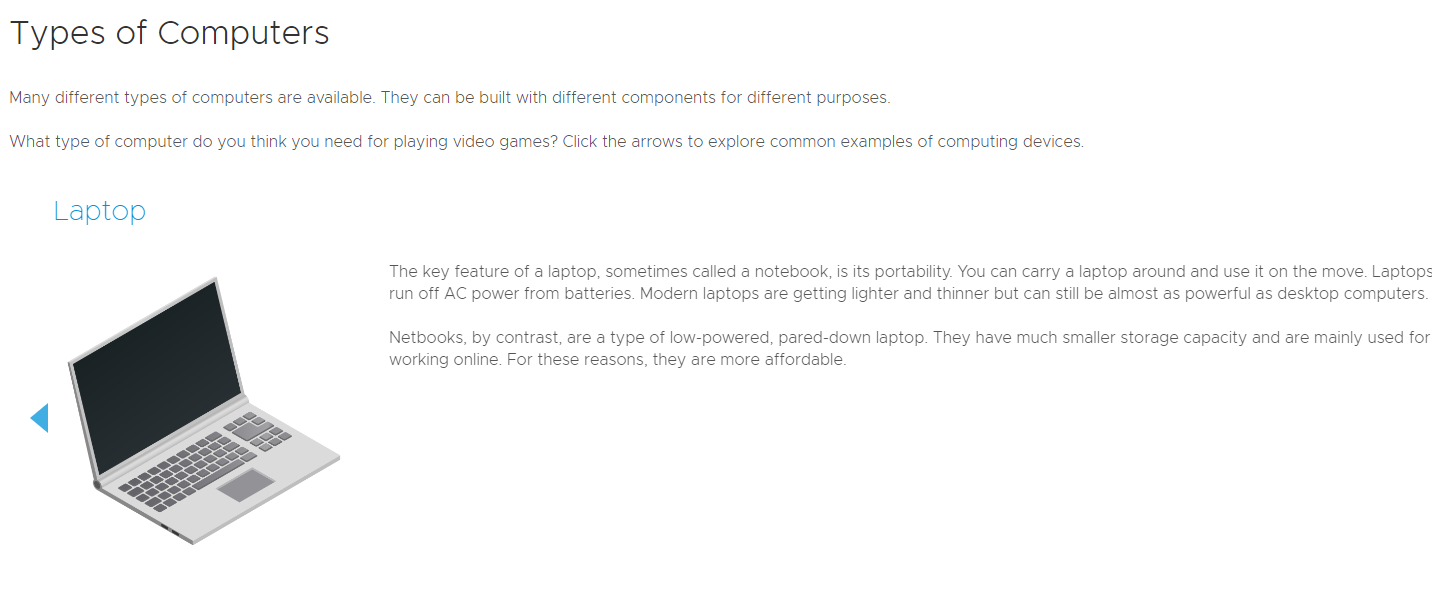 Types of Computers
Many different types of computers are available. They can be built with different components for different purposes.
What type of computer do you think you need for playing video games? Click the arrows to explore common examples of computing devices.
Laptop
The key feature of a laptop, sometimes called a notebook, is its portability. You can carry a laptop around and use it on the move. Laptops
run off AC power from batteries. Modern laptops are getting lighter and thinner but can still be almost as powerful as desktop computers.
Netbooks, by contrast, are a type of low-powered, pared-down laptop. They have much smaller storage capacity and are mainly used for
working online. For these reasons, they are more affordable.